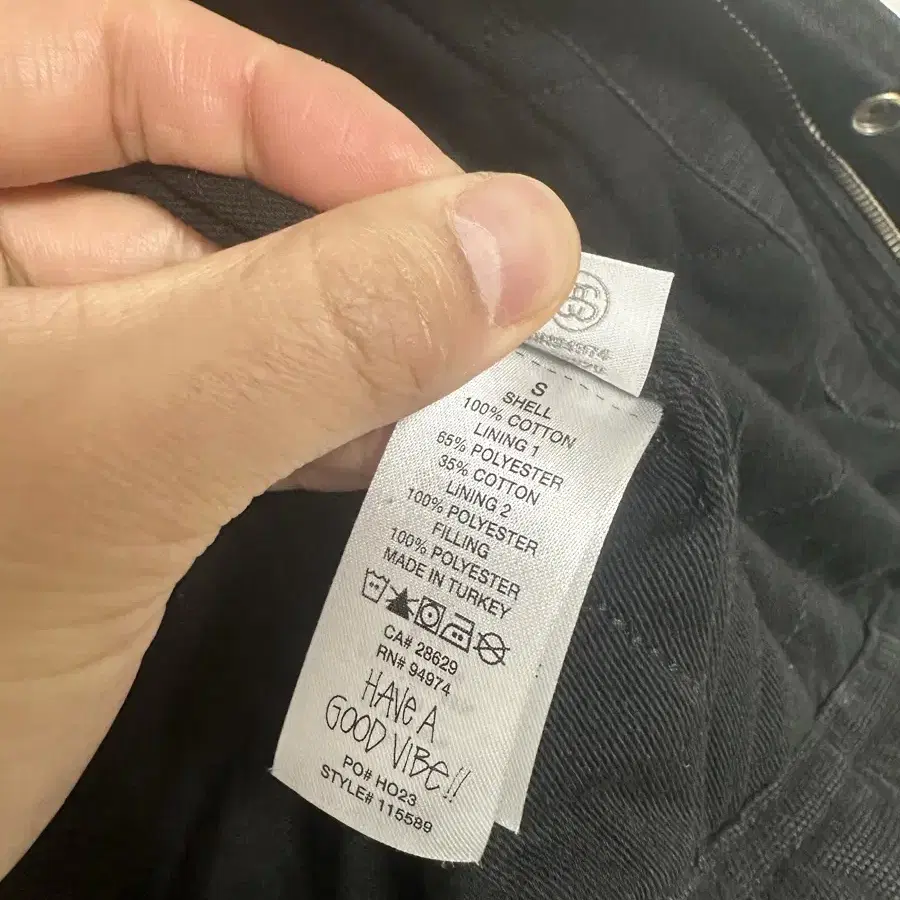 S
SHELL
100% COTTON
LINING 1
65% POLYESTER
35% COTTON
LINING 2
100% POLYESTER
FILLING
100% POLYESTER
MADE IN TURKEY
CA# 28629
RN# 94974
HAVE A
GOOD VIBE!!
PO# HO23
STYLE# 115589